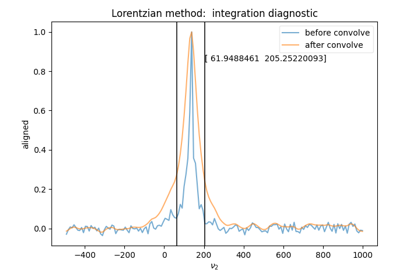 Lorentzian method:  integration diagnostic
before convolve
after convolve
[ 61.9488461  205.25220093]
aligned
1.0
0.8
0.6
0.4
0.2
0.0
−400 −200 0 200 400 600 800 1000
ν2